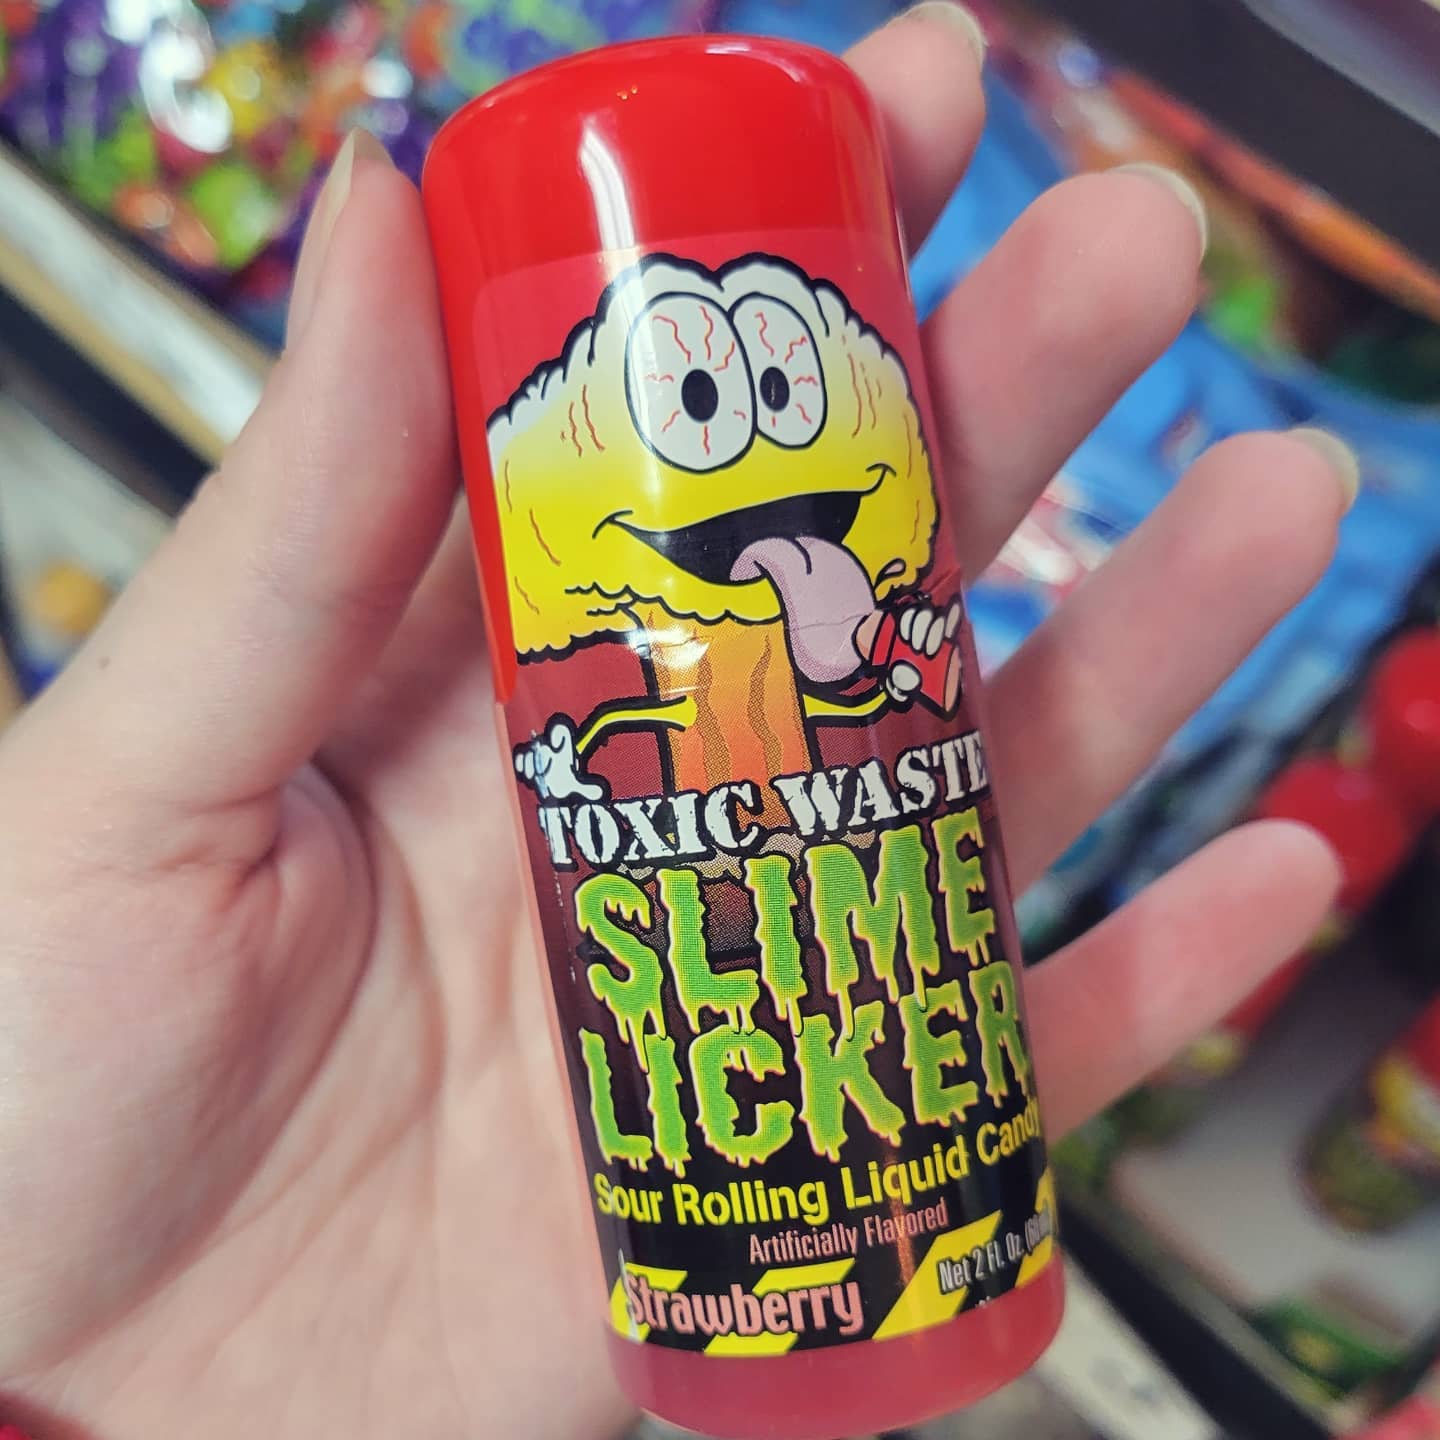 TOXIC WASTE
SLIME
LICKER
Sour Rolling Liquid Candy
Artificially Flavored
Strawberry
Net 2 Fl. Oz